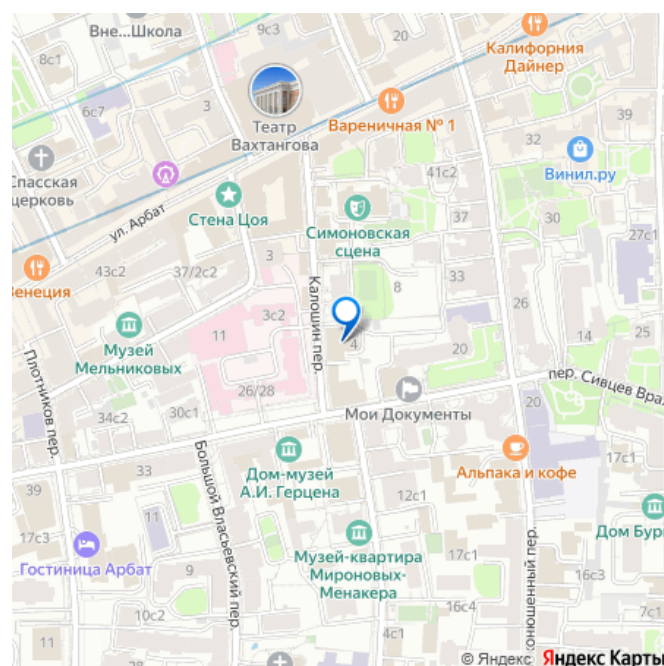 Вне...Школа
9с3
20
Калифорния
Дайнер
8с1
6с7
3
Театр
Вахтангова
Вареничная № 1
39
32
Спасская
церковь
Винил.ру
41с2
ул. Арбат
Стена Цоя
Симоновская
сцена
37
30
27с1
Венеция
43с2
37/2с2
3
33
8
26
Калошин пер.
3с2
11
4
14
25
Музей
Мельниковых
20
Плотников пер.
26/28
Мои Документы
пер. Сивцев Враж
20
34с2
30с1
33
Дом-музей
А.И. Герцена
Альпака и кофе
39
12с1
17с1
Большой Власьевский пер.
11
17с3
Дом Бург
Гостиница Арбат
9
Музей-квартира
Мироновых-
Менакера
17с1
16с3
10с2
16с4
11
4с1
конюшенный пер.
© Яндекс
Яндекс Карты